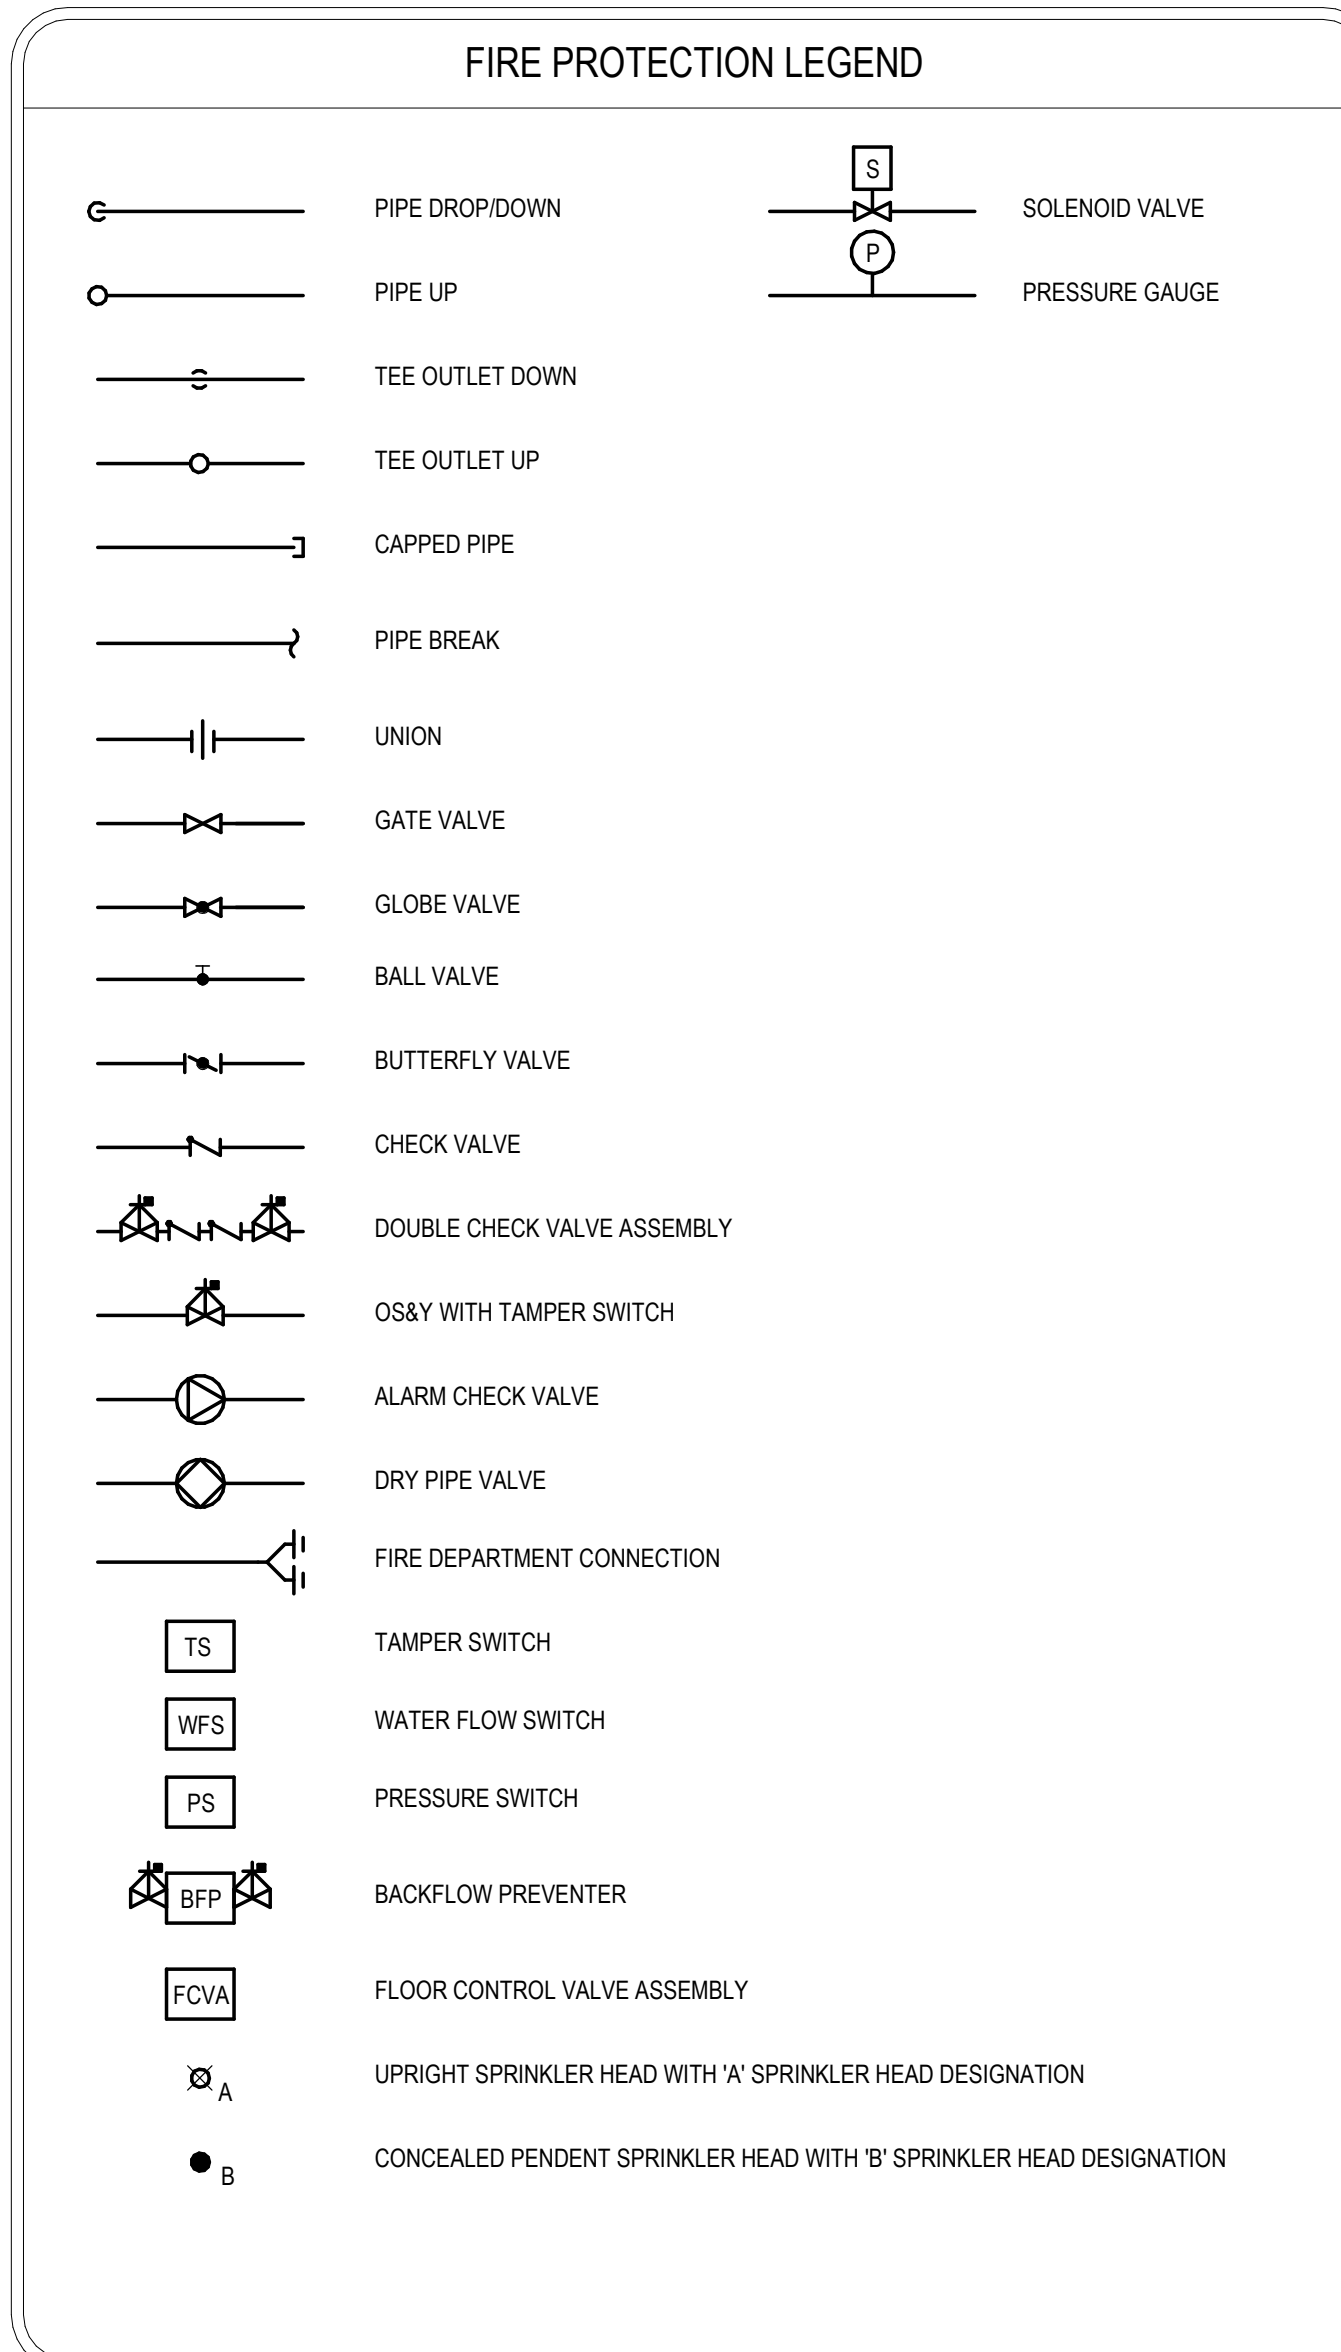 FIRE PROTECTION LEGEND
PIPE DROP/DOWN
PIPE UP
TEE OUTLET DOWN
TEE OUTLET UP
CAPPED PIPE
PIPE BREAK
UNION
GATE VALVE
GLOBE VALVE
BALL VALVE
BUTTERFLY VALVE
CHECK VALVE
DOUBLE CHECK VALVE ASSEMBLY
OS&Y WITH TAMPER SWITCH
ALARM CHECK VALVE
DRY PIPE VALVE
FIRE DEPARTMENT CONNECTION
TS TAMPER SWITCH
WFS WATER FLOW SWITCH
PS PRESSURE SWITCH
BFP BACKFLOW PREVENTER
FCVA FLOOR CONTROL VALVE ASSEMBLY
A UPRIGHT SPRINKLER HEAD WITH 'A' SPRINKLER HEAD DESIGNATION
B CONCEALED PENDENT SPRINKLER HEAD WITH 'B' SPRINKLER HEAD DESIGNATION
S SOLENOID VALVE
P PRESSURE GAUGE